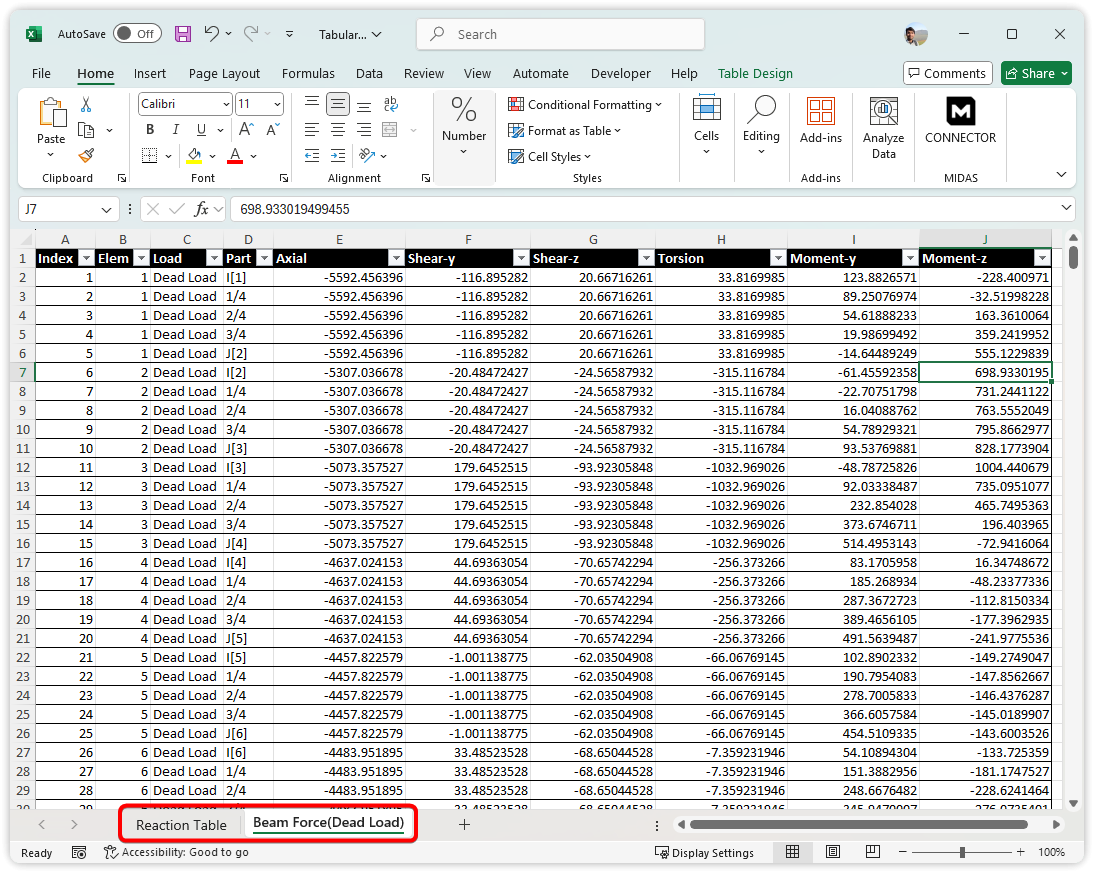 AutoSave Off Tabular... Search
File Home Insert Page Layout Formulas Data Review View Automate Developer Help Table Design Comments Share
Calibri 11 ab Conditional Formatting
Paste B I U A A Number Format as Table Cells Editing Add-ins Analyze Data CONNECTOR
A Cell Styles
Clipboard Font Alignment Styles Add-ins MIDAS
J7 fx 698.933019499455
A B C D E F G H I J
1 Index Elem Load Part Axial Shear-y Shear-z Torsion Moment-y Moment-z
2 1 1 Dead Load I[1] -5592.456396 -116.895282 20.66716261 33.8169985 123.8826571 -228.400971
3 2 1 Dead Load 1/4 -5592.456396 -116.895282 20.66716261 33.8169985 89.25076974 -32.51998228
4 3 1 Dead Load 2/4 -5592.456396 -116.895282 20.66716261 33.8169985 54.61888233 163.3610064
5 4 1 Dead Load 3/4 -5592.456396 -116.895282 20.66716261 33.8169985 19.98699492 359.2419952
6 5 1 Dead Load J[2] -5592.456396 -116.895282 20.66716261 33.8169985 -14.64489249 555.1229839
7 6 2 Dead Load I[2] -5307.036678 -20.48472427 -24.56587932 -315.116784 -61.45592358 698.9330195
8 7 2 Dead Load 1/4 -5307.036678 -20.48472427 -24.56587932 -315.116784 -22.70751798 731.2441122
9 8 2 Dead Load 2/4 -5307.036678 -20.48472427 -24.56587932 -315.116784 16.04088762 763.5552049
10 9 2 Dead Load 3/4 -5307.036678 -20.48472427 -24.56587932 -315.116784 54.78929321 795.8662977
11 10 2 Dead Load J[3] -5307.036678 -20.48472427 -24.56587932 -315.116784 93.53769881 828.1773904
12 11 3 Dead Load I[3] -5073.357527 179.6452515 -93.92305848 -1032.969026 -48.78725826 1004.440679
13 12 3 Dead Load 1/4 -5073.357527 179.6452515 -93.92305848 -1032.969026 92.03338487 735.0951077
14 13 3 Dead Load 2/4 -5073.357527 179.6452515 -93.92305848 -1032.969026 232.854028 465.7495363
15 14 3 Dead Load 3/4 -5073.357527 179.6452515 -93.92305848 -1032.969026 373.6746711 196.403965
16 15 3 Dead Load J[4] -5073.357527 179.6452515 -93.92305848 -1032.969026 514.4953143 -72.9416064
17 16 4 Dead Load I[4] -4637.024153 44.69363054 -70.65742294 -256.373266 83.1705958 16.34748672
18 17 4 Dead Load 1/4 -4637.024153 44.69363054 -70.65742294 -256.373266 185.268934 -48.23377336
19 18 4 Dead Load 2/4 -4637.024153 44.69363054 -70.65742294 -256.373266 287.3672723 -112.8150334
20 19 4 Dead Load 3/4 -4637.024153 44.69363054 -70.65742294 -256.373266 389.4656105 -177.3962935
21 20 4 Dead Load J[5] -4637.024153 44.69363054 -70.65742294 -256.373266 491.5639487 -241.9775536
22 21 5 Dead Load I[5] -4457.822579 -1.001138775 -62.03504908 -66.06769145 102.8902332 -149.2749047
23 22 5 Dead Load 1/4 -4457.822579 -1.001138775 -62.03504908 -66.06769145 190.7954083 -147.8562667
24 23 5 Dead Load 2/4 -4457.822579 -1.001138775 -62.03504908 -66.06769145 278.7005833 -146.4376287
25 24 5 Dead Load 3/4 -4457.822579 -1.001138775 -62.03504908 -66.06769145 366.6057584 -145.0189907
26 25 5 Dead Load J[6] -4457.822579 -1.001138775 -62.03504908 -66.06769145 454.5109335 -143.6003526
27 26 6 Dead Load I[6] -4483.951895 33.48523528 -68.65044528 -7.359231946 54.10894304 -133.725359
28 27 6 Dead Load 1/4 -4483.951895 33.48523528 -68.65044528 -7.359231946 151.3882956 -181.1747527
29 28 6 Dead Load 2/4 -4483.951895 33.48523528 -68.65044528 -7.359231946 248.6676482 -228.6241464
Reaction Table Beam Force(Dead Load)
Ready Accessibility: Good to go Display Settings 100%